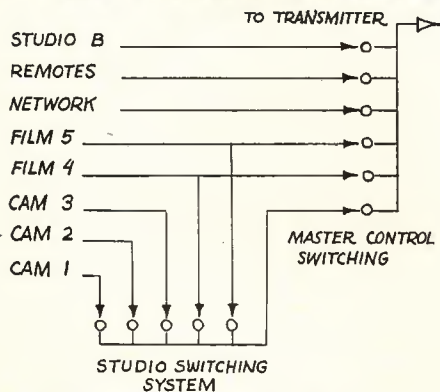 TO TRANSMITTER
STUDIO B
REMOTES
NETWORK
FILM 5
FILM 4
CAM 3
CAM 2
CAM 1
MASTER CONTROL
SWITCHING
STUDIO SWITCHING
SYSTEM